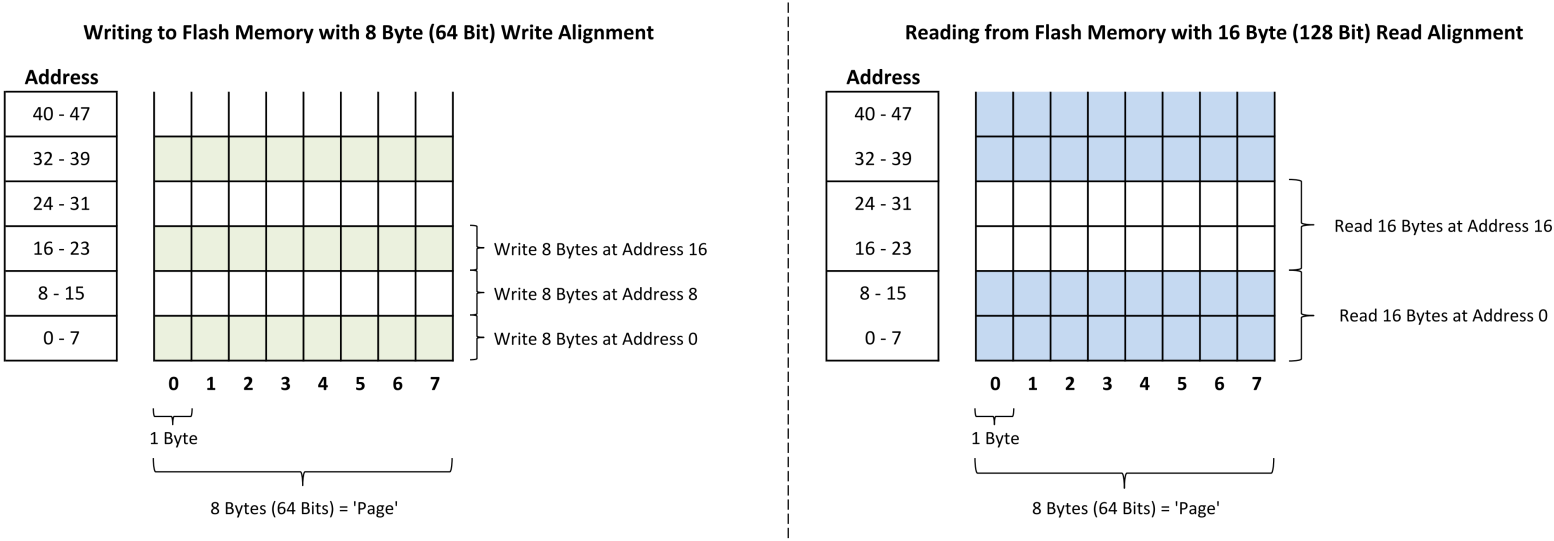 Writing to Flash Memory with 8 Byte (64 Bit) Write Alignment
Address
40 - 47
32 - 39
24 - 31
16 - 23
8 - 15
0 - 7
Write 8 Bytes at Address 16
Write 8 Bytes at Address 8
Write 8 Bytes at Address 0
0 1 2 3 4 5 6 7
1 Byte
8 Bytes (64 Bits) = 'Page'
Reading from Flash Memory with 16 Byte (128 Bit) Read Alignment
Address
40 - 47
32 - 39
24 - 31
16 - 23
8 - 15
0 - 7
Read 16 Bytes at Address 16
Read 16 Bytes at Address 0
0 1 2 3 4 5 6 7
1 Byte
8 Bytes (64 Bits) = 'Page'